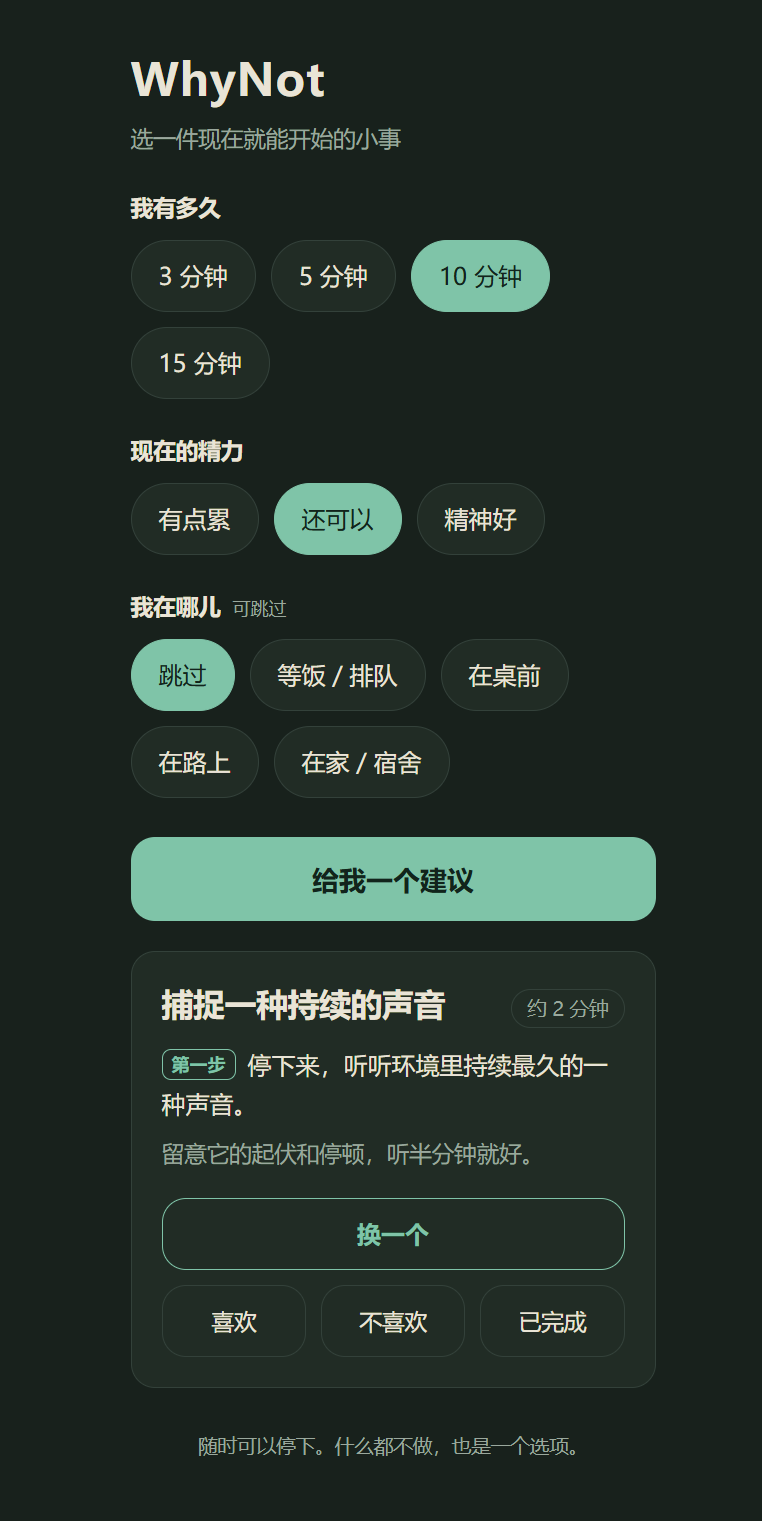 WhyNot
选一件现在就能开始的小事
我有多久
3 分钟 5 分钟 10 分钟
15 分钟
现在的精力
有点累 还可以 精神好
我在哪儿 可跳过
跳过 等饭 / 排队 在桌前
在路上 在家 / 宿舍
给我一个建议
捕捉一种持续的声音 约 2 分钟
第一步 停下来，听听环境里持续最久的一
种声音。
留意它的起伏和停顿，听半分钟就好。
换一个
喜欢 不喜欢 已完成
随时可以停下。什么都不做，也是一个选项。